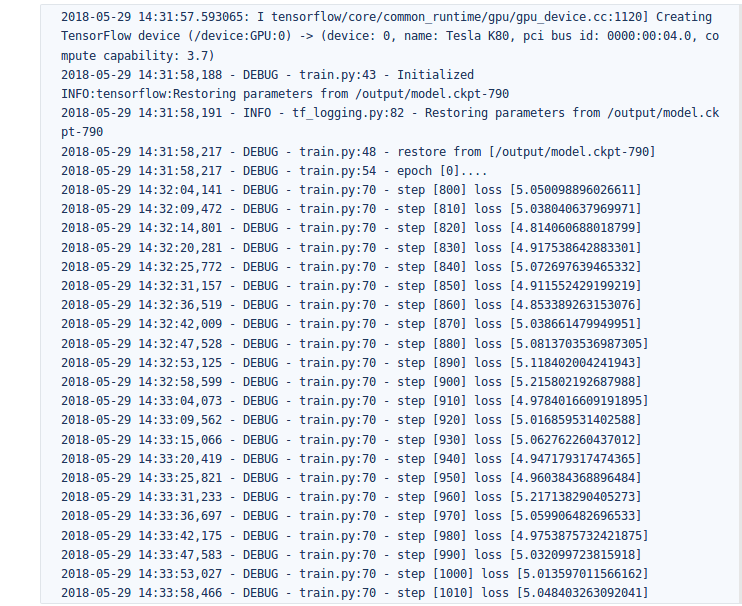 2018-05-29 14:31:57.593065: I tensorflow/core/common_runtime/gpu/gpu_device.cc:1120] Creating
TensorFlow device (/device:GPU:0) -> (device: 0, name: Tesla K80, pci bus id: 0000:00:04.0, co
mpute capability: 3.7)
2018-05-29 14:31:58,188 - DEBUG - train.py:43 - Initialized
INFO:tensorflow:Restoring parameters from /output/model.ckpt-790
2018-05-29 14:31:58,191 - INFO - tf_logging.py:82 - Restoring parameters from /output/model.ck
pt-790
2018-05-29 14:31:58,217 - DEBUG - train.py:48 - restore from [/output/model.ckpt-790]
2018-05-29 14:31:58,217 - DEBUG - train.py:54 - epoch [0]....
2018-05-29 14:32:04,141 - DEBUG - train.py:70 - step [800] loss [5.050098896026611]
2018-05-29 14:32:09,472 - DEBUG - train.py:70 - step [810] loss [5.038040637969971]
2018-05-29 14:32:14,801 - DEBUG - train.py:70 - step [820] loss [4.814060688018799]
2018-05-29 14:32:20,281 - DEBUG - train.py:70 - step [830] loss [4.917538642883301]
2018-05-29 14:32:25,772 - DEBUG - train.py:70 - step [840] loss [5.072697639465332]
2018-05-29 14:32:31,157 - DEBUG - train.py:70 - step [850] loss [4.911552429199219]
2018-05-29 14:32:36,519 - DEBUG - train.py:70 - step [860] loss [4.853389263153076]
2018-05-29 14:32:42,009 - DEBUG - train.py:70 - step [870] loss [5.038661479949951]
2018-05-29 14:32:47,528 - DEBUG - train.py:70 - step [880] loss [5.0813703536987305]
2018-05-29 14:32:53,125 - DEBUG - train.py:70 - step [890] loss [5.118402004241943]
2018-05-29 14:32:58,599 - DEBUG - train.py:70 - step [900] loss [5.215802192687988]
2018-05-29 14:33:04,073 - DEBUG - train.py:70 - step [910] loss [4.9784016609191895]
2018-05-29 14:33:09,562 - DEBUG - train.py:70 - step [920] loss [5.016859531402588]
2018-05-29 14:33:15,066 - DEBUG - train.py:70 - step [930] loss [5.062762260437012]
2018-05-29 14:33:20,419 - DEBUG - train.py:70 - step [940] loss [4.947179317474365]
2018-05-29 14:33:25,821 - DEBUG - train.py:70 - step [950] loss [4.960384368896484]
2018-05-29 14:33:31,233 - DEBUG - train.py:70 - step [960] loss [5.217138290405273]
2018-05-29 14:33:36,697 - DEBUG - train.py:70 - step [970] loss [5.059906482696533]
2018-05-29 14:33:42,175 - DEBUG - train.py:70 - step [980] loss [4.9753875732421875]
2018-05-29 14:33:47,583 - DEBUG - train.py:70 - step [990] loss [5.032099723815918]
2018-05-29 14:33:53,027 - DEBUG - train.py:70 - step [1000] loss [5.013597011566162]
2018-05-29 14:33:58,466 - DEBUG - train.py:70 - step [1010] loss [5.048403263092041]